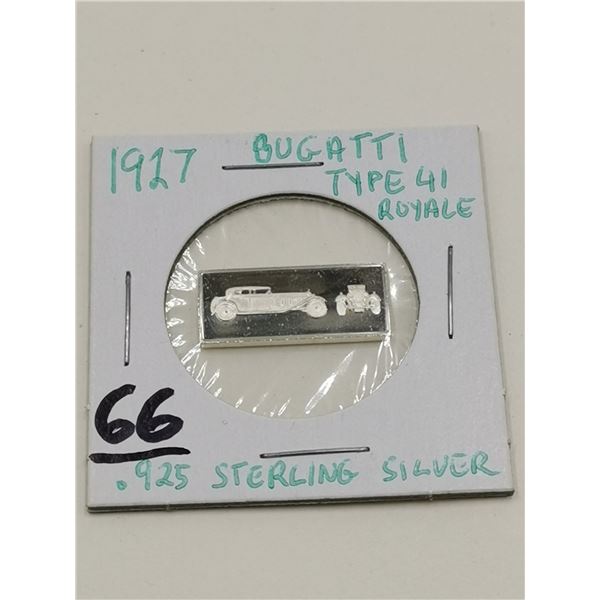 1927 BUGATTI
TYPE 41
ROYALE
66
.925 STERLING SILVER